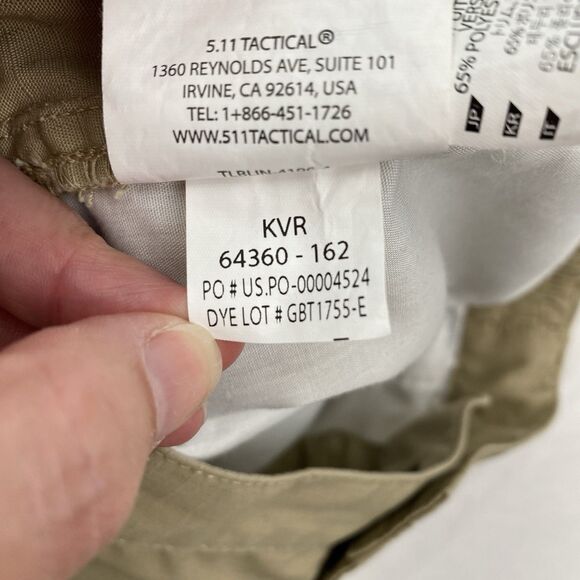 5.11 TACTICAL®
1360 REYNOLDS AVE, SUITE 101
IRVINE, CA 92614, USA
TEL: 1+866-451-1726
WWW.511TACTICAL.COM
65% POLYES
JP
KR
IT
KVR
64360 - 162
PO # US.PO-00004524
DYE LOT # GBT1755-E